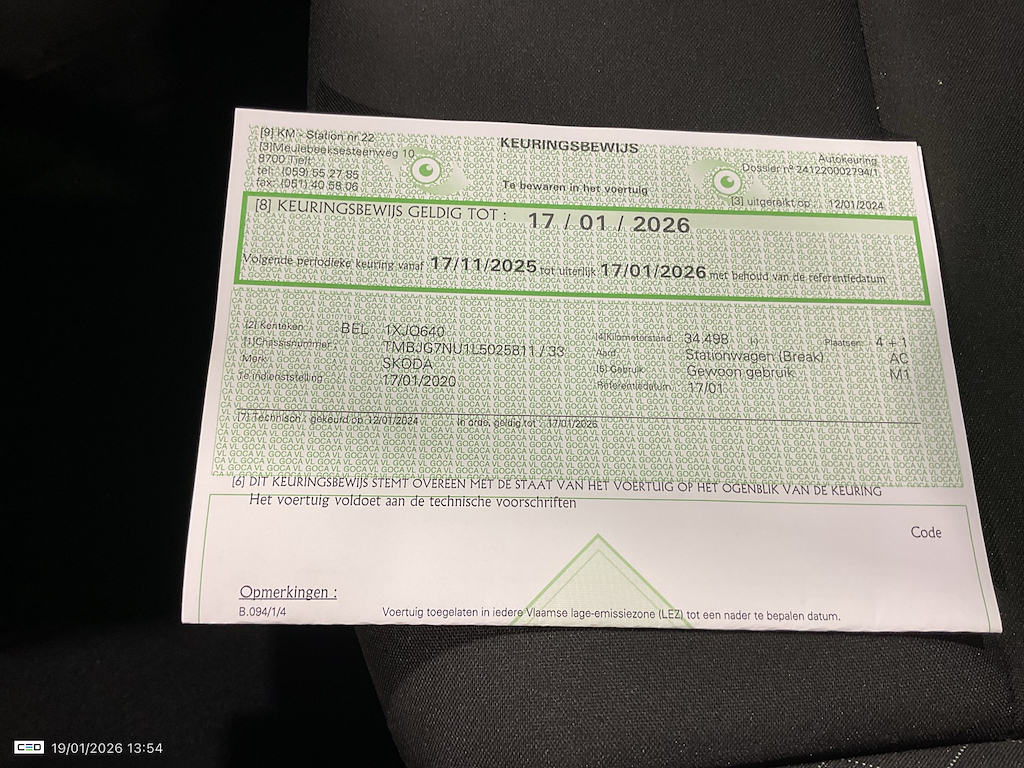 [9] KM - Station nr 22
[3]Meulebeeksesteenweg 10
8700 Tielt
tel: (059) 55 27 85
fax: (051) 40 58 06
KEURINGSBEWIJS
Te bewaren in het voertuig
Autokeuring
Dossier nº 241220002794/1
[3] uitgereikt op : 12/01/2024
[8] KEURINGSBEWIJS GELDIG TOT : 17 / 01 / 2026
Volgende periodieke keuring vanaf 17/11/2025 tot uiterlijk 17/01/2026 met behoud van de referentiedatum
[2] Kenteken: BEL 1XJQ640
[1]Chassisnummer : TMBJG7NU1L5025811 / 33
Merk: SKODA
Te indienststelling 17/01/2020
[4]Kilometerstand: 34.498 (-) Plaatsen: 4 + 1
Aard: Stationwagen (Break) AC
[5] Gebruik: Gewoon gebruik M1
Referentiedatum: 17/01
[7] Technisch : gekeurd op 12/01/2024 In orde, geldig tot : 17/01/2026
[6] DIT KEURINGSBEWIJS STEMT OVEREEN MET DE STAAT VAN HET VOERTUIG OP HET OGENBLIK VAN DE KEURING
Het voertuig voldoet aan de technische voorschriften
Code
Opmerkingen :
B.094/1/4 Voertuig toegelaten in iedere Vlaamse lage-emissiezone (LEZ) tot een nader te bepalen datum.
CEO 19/01/2026 13:54